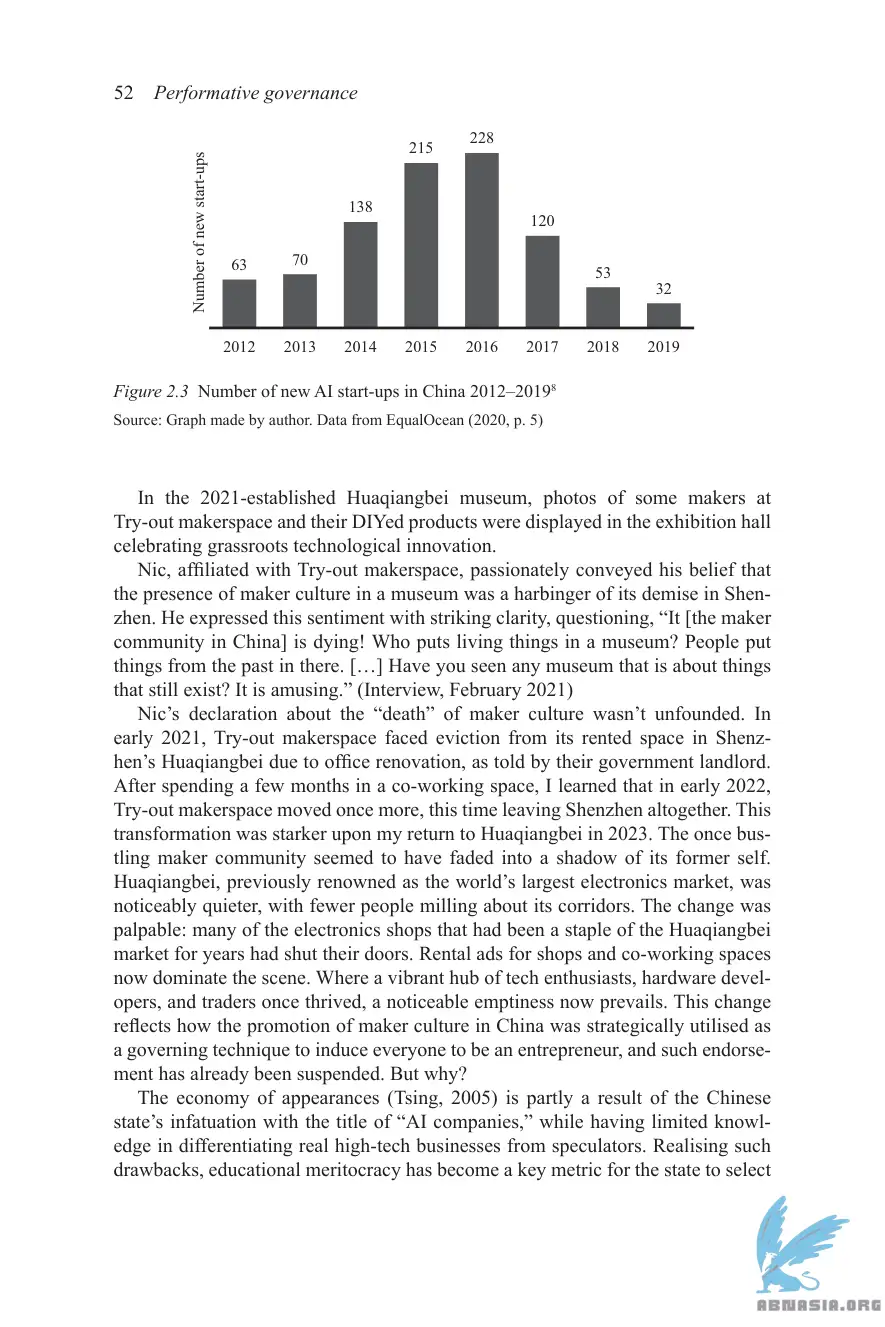 52 Performative governance
228
215
138
120
63
70
53
32
Number of new start-ups
2012 2013 2014 2015 2016 2017 2018 2019
Figure 2.3 Number of new AI start-ups in China 2012–2019⁸
Source: Graph made by author. Data from EqualOcean (2020, p. 5)
In the 2021-established Huaqiangbei museum, photos of some makers at
Try-out makerspace and their DIYed products were displayed in the exhibition hall
celebrating grassroots technological innovation.
Nic, affiliated with Try-out makerspace, passionately conveyed his belief that
the presence of maker culture in a museum was a harbinger of its demise in Shen-
zhen. He expressed this sentiment with striking clarity, questioning, “It [the maker
community in China] is dying! Who puts living things in a museum? People put
things from the past in there. […] Have you seen any museum that is about things
that still exist? It is amusing.” (Interview, February 2021)
Nic’s declaration about the “death” of maker culture wasn’t unfounded. In
early 2021, Try-out makerspace faced eviction from its rented space in Shenz-
hen’s Huaqiangbei due to office renovation, as told by their government landlord.
After spending a few months in a co-working space, I learned that in early 2022,
Try-out makerspace moved once more, this time leaving Shenzhen altogether. This
transformation was starker upon my return to Huaqiangbei in 2023. The once bus-
tling maker community seemed to have faded into a shadow of its former self.
Huaqiangbei, previously renowned as the world’s largest electronics market, was
noticeably quieter, with fewer people milling about its corridors. The change was
palpable: many of the electronics shops that had been a staple of the Huaqiangbei
market for years had shut their doors. Rental ads for shops and co-working spaces
now dominate the scene. Where a vibrant hub of tech enthusiasts, hardware devel-
opers, and traders once thrived, a noticeable emptiness now prevails. This change
reflects how the promotion of maker culture in China was strategically utilised as
a governing technique to induce everyone to be an entrepreneur, and such endorse-
ment has already been suspended. But why?
The economy of appearances (Tsing, 2005) is partly a result of the Chinese
state’s infatuation with the title of “AI companies,” while having limited knowl-
edge in differentiating real high-tech businesses from speculators. Realising such
drawbacks, educational meritocracy has become a key metric for the state to select
ABNASIA.ORG